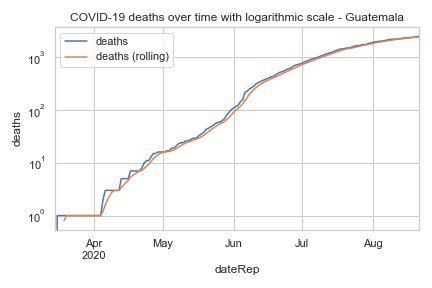 COVID-19 deaths over time with logarithmic scale - Guatemala
deaths
deaths (rolling)
10³
10²
10¹
10⁰
deaths
Apr
2020
May
Jun
Jul
Aug
dateRep